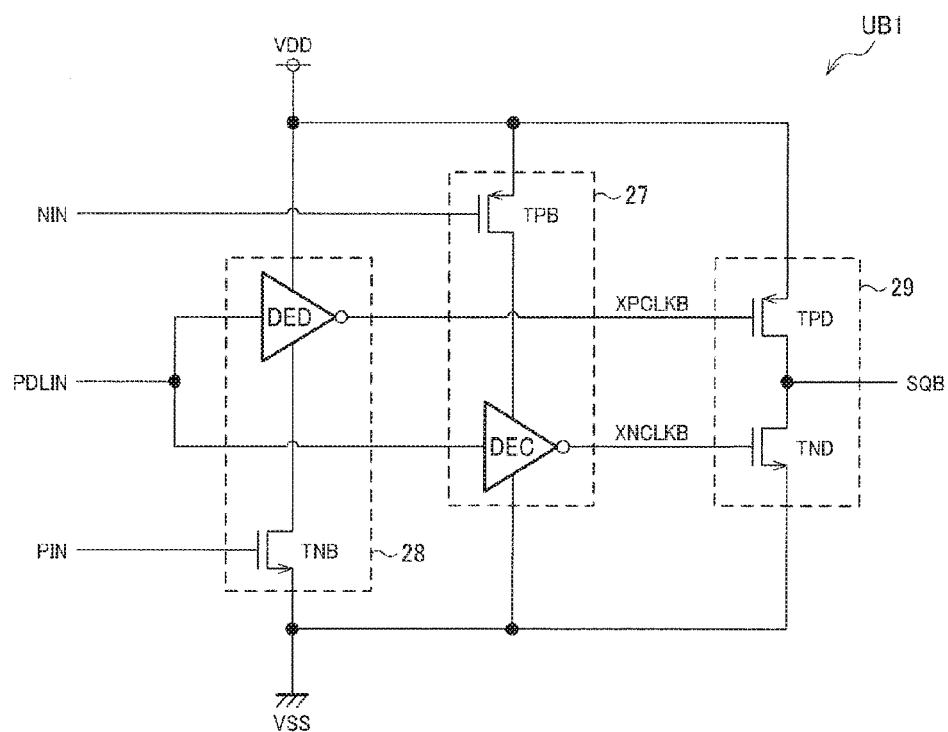 UB1
VDD
27
NIN
TPB
29
DED
XPCLKB
TPD
PDLIN
SQB
DEC
XNCLKB
TND
PIN
TNB
28
VSS